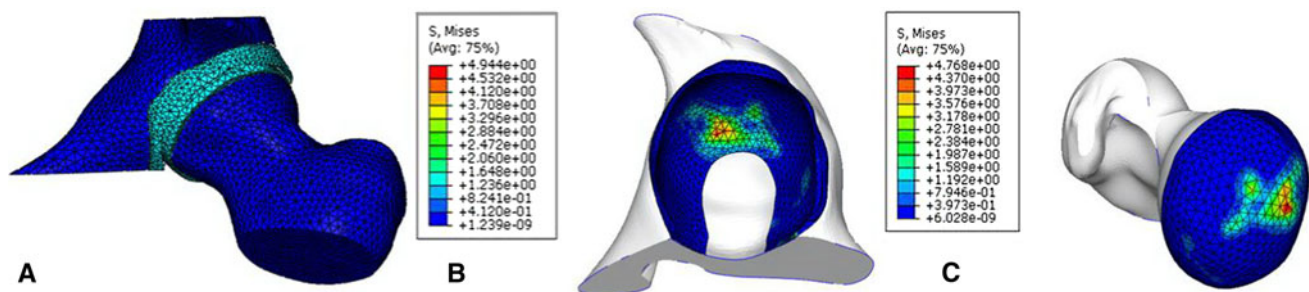 S, Mises
(Avg: 75%)
+4.944e+00
+4.532e+00
+4.120e+00
+3.708e+00
+3.296e+00
+2.884e+00
+2.472e+00
+2.060e+00
+1.648e+00
+1.236e+00
+8.241e-01
+4.120e-01
+1.239e-09
S, Mises
(Avg: 75%)
+4.768e+00
+4.370e+00
+3.973e+00
+3.576e+00
+3.178e+00
+2.781e+00
+2.384e+00
+1.987e+00
+1.589e+00
+1.192e+00
+7.946e-01
+3.973e-01
+6.028e-09
A
B
C